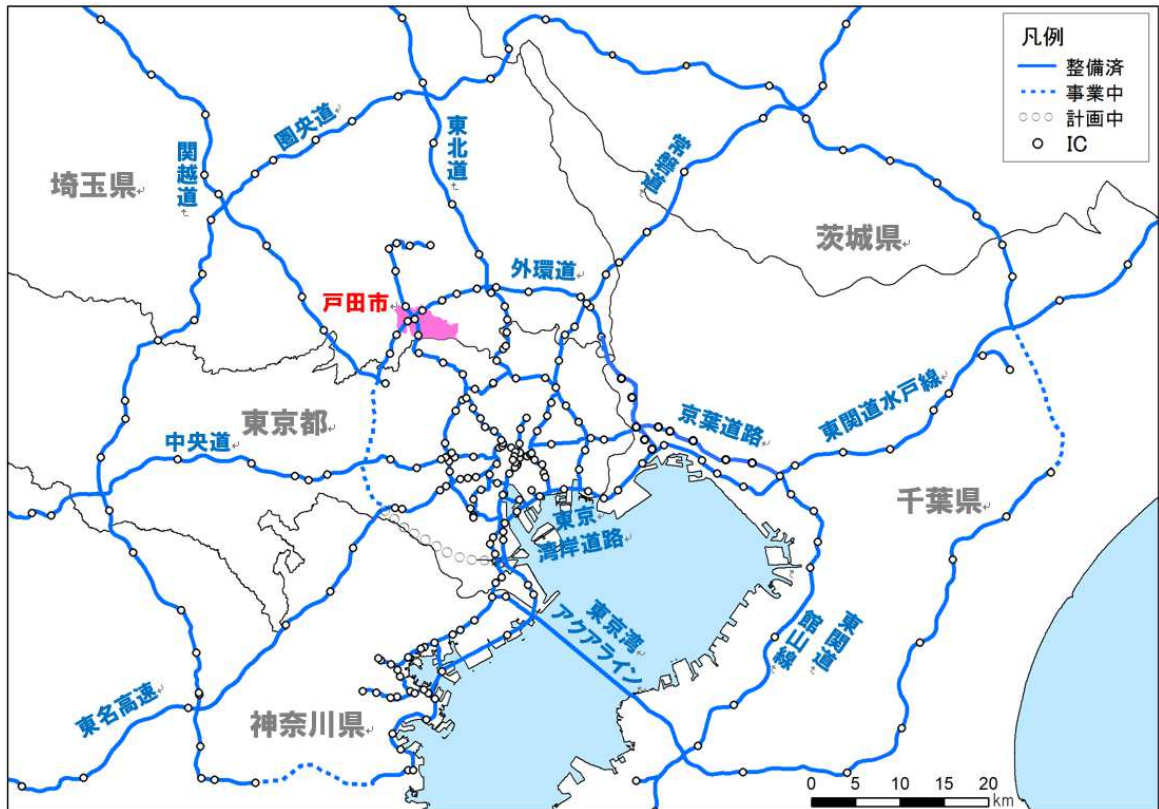 凡例
整備済
事業中
計画中
IC
圏央道
関越道
東北道
常磐道
埼玉県
茨城県
外環道
戸田市
東京都
中央道
京葉道路
東関道水戸線
千葉県
東京
湾岸道路
東京湾
アクアライン
東関道
館山線
東名高速
神奈川県
0 5 10 15 20
km